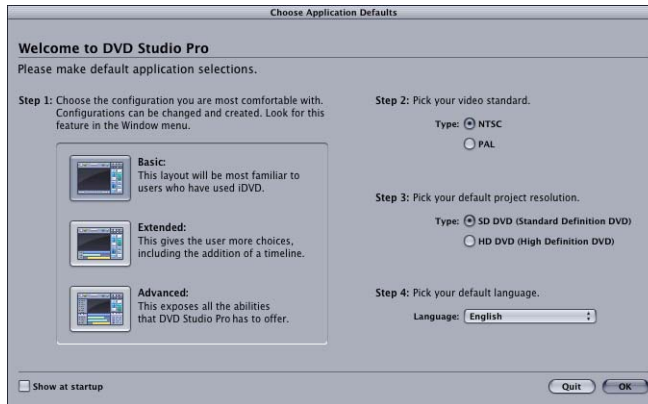 Choose Application Defaults
Welcome to DVD Studio Pro
Please make default application selections.
Step 1: Choose the configuration you are most comfortable with.
Configurations can be changed and created. Look for this
feature in the Window menu.
Basic:
This layout will be most familiar to
users who have used iDVD.
Extended:
This gives the user more choices,
including the addition of a timeline.
Advanced:
This exposes all the abilities
that DVD Studio Pro has to offer.
Step 2: Pick your video standard.
Type: NTSC
PAL
Step 3: Pick your default project resolution.
Type: SD DVD (Standard Definition DVD)
HD DVD (High Definition DVD)
Step 4: Pick your default language.
Language: English
Show at startup
Quit
OK